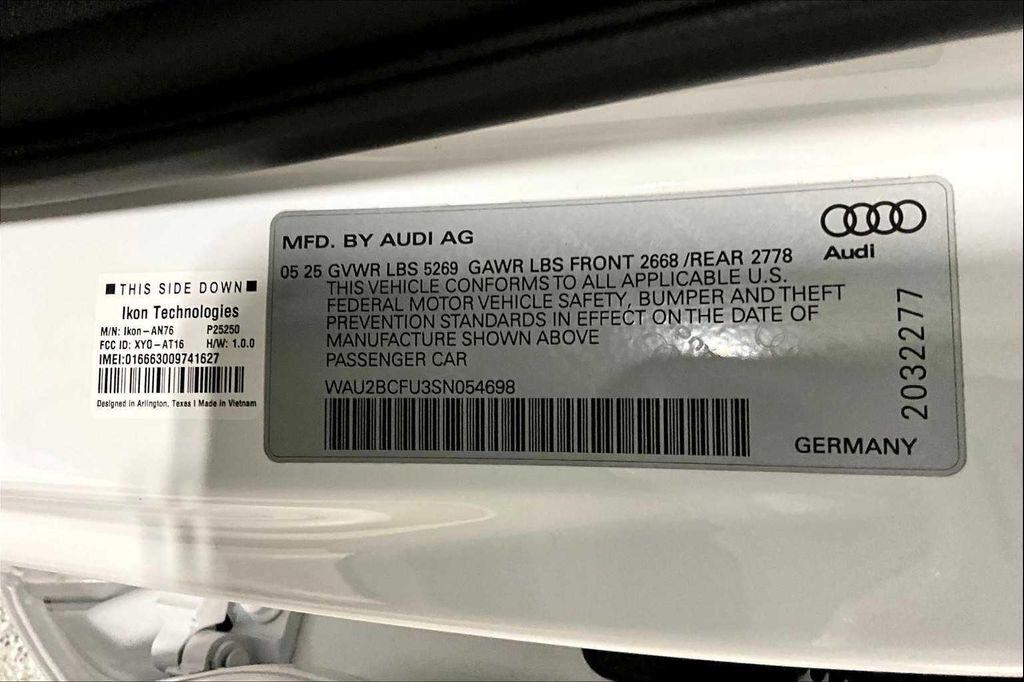 ■ THIS SIDE DOWN ■
Ikon Technologies
M/N: Ikon-AN76 P25250
FCC ID: XYO-AT16 H/W: 1.0.0
IMEI:016663009741627
Designed in Arlington, Texas | Made in Vietnam
MFD. BY AUDI AG
Audi
05 25 GVWR LBS 5269 GAWR LBS FRONT 2668 /REAR 2778
THIS VEHICLE CONFORMS TO ALL APPLICABLE U.S.
FEDERAL MOTOR VEHICLE SAFETY, BUMPER AND THEFT
PREVENTION STANDARDS IN EFFECT ON THE DATE OF
MANUFACTURE SHOWN ABOVE
PASSENGER CAR
WAU2BCFU3SN054698
2032277
GERMANY